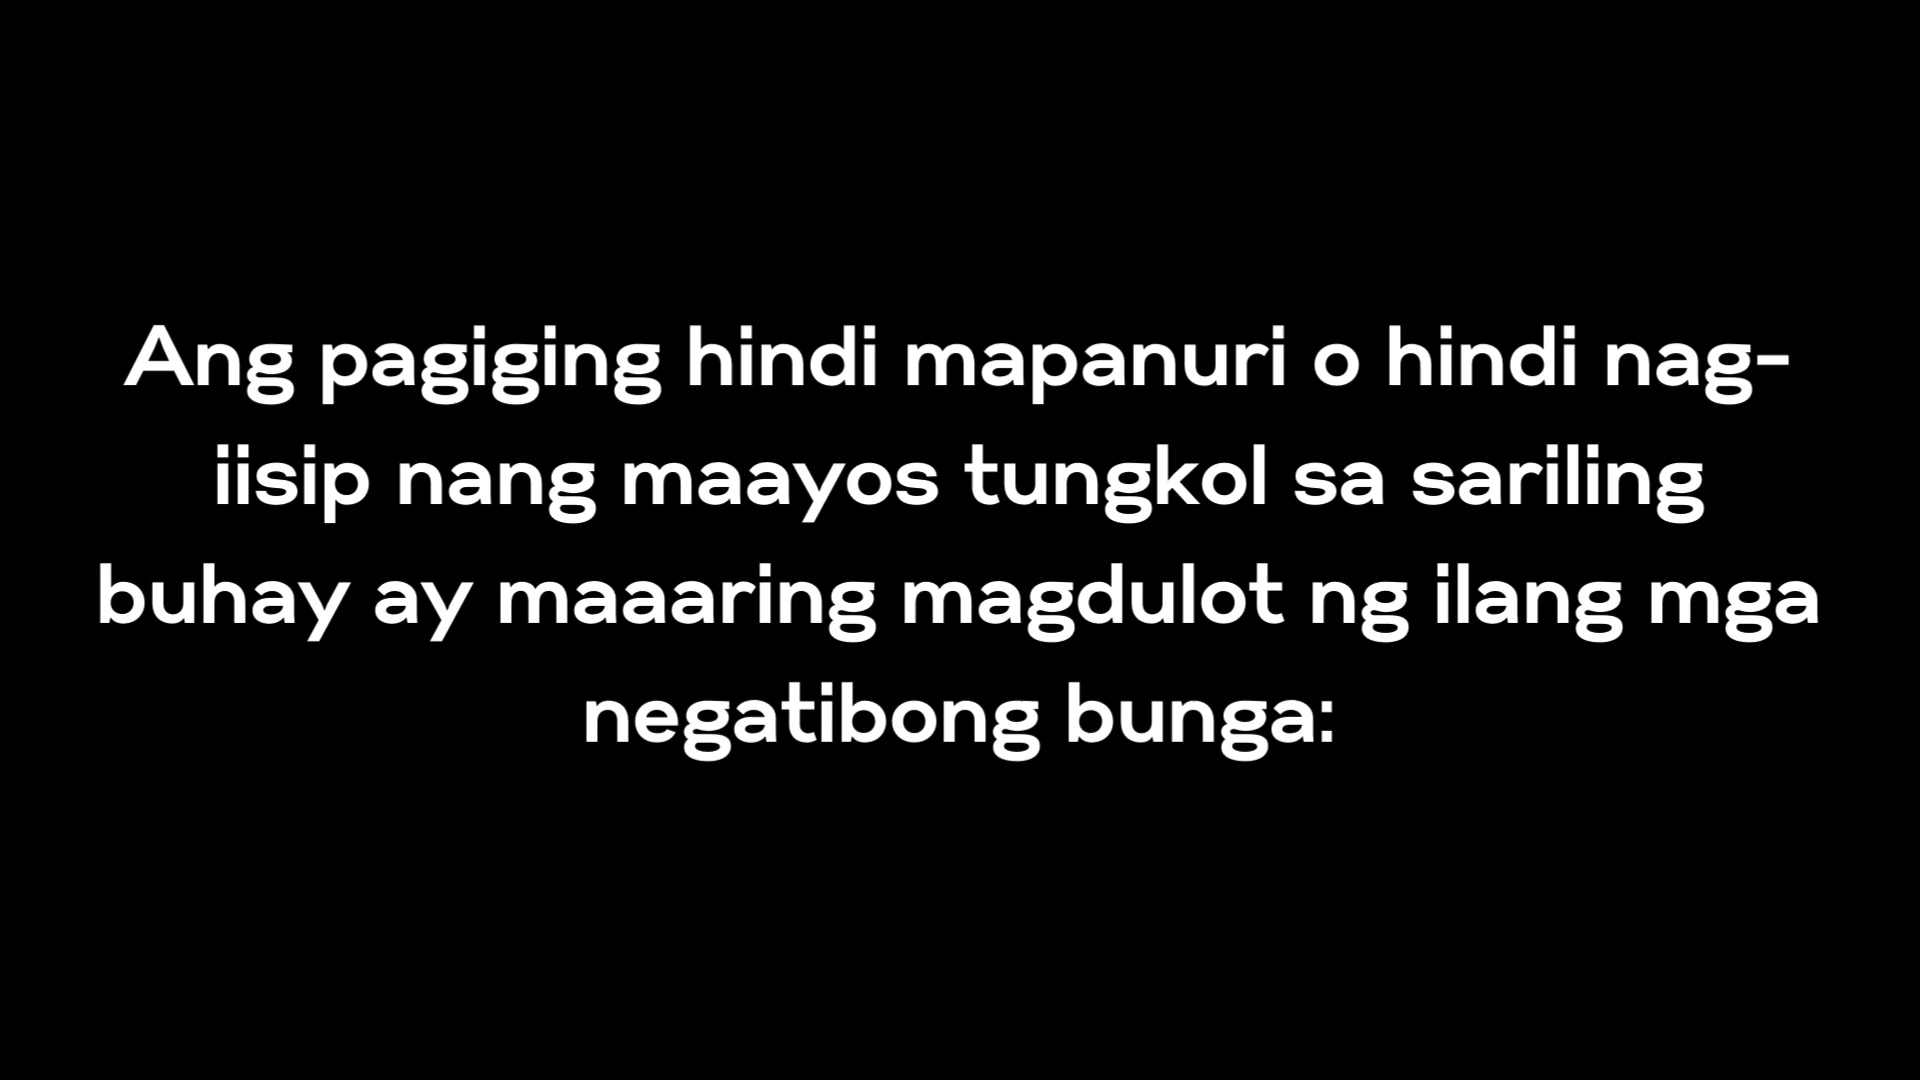 Ang pagiging hindi mapanuri o hindi nag-
iisip nang maayos tungkol sa sariling
buhay ay maaaring magdulot ng ilang mga
negatibong bunga: